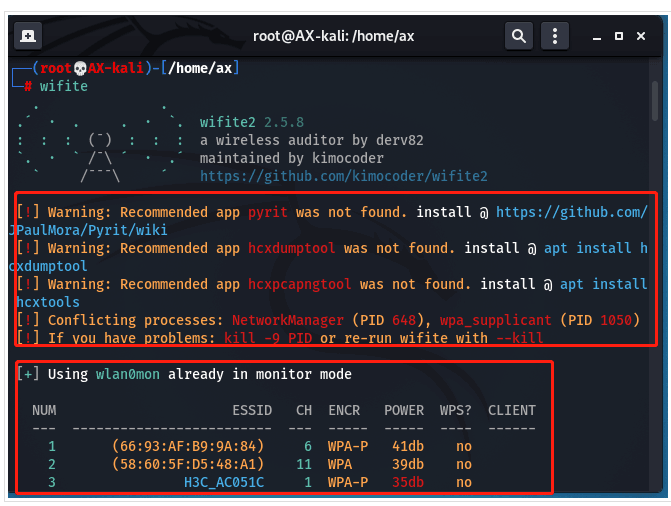 root@AX-kali: /home/ax
(root💀AX-kali)-[/home/ax]
# wifite
wifite2 2.5.8
a wireless auditor by derv82
maintained by kimocoder
https://github.com/kimocoder/wifite2
[!] Warning: Recommended app pyrit was not found. install @ https://github.com/
JPaulMora/Pyrit/wiki
[!] Warning: Recommended app hcxdumptool was not found. install @ apt install h
cxdumptool
[!] Warning: Recommended app hcxpcapngtool was not found. install @ apt install
hcxtools
[!] Conflicting processes: NetworkManager (PID 648), wpa_supplicant (PID 1050)
[!] If you have problems: kill -9 PID or re-run wifite with --kill
[+] Using wlan0mon already in monitor mode
NUM ESSID CH ENCR POWER WPS? CLIENT
--- ------------------------- --- ---- ----- ---- ------
1 (66:93:AF:B9:9A:84) 6 WPA-P 41db no
2 (58:60:5F:D5:48:A1) 11 WPA 39db no
3 H3C_AC051C 1 WPA-P 35db no